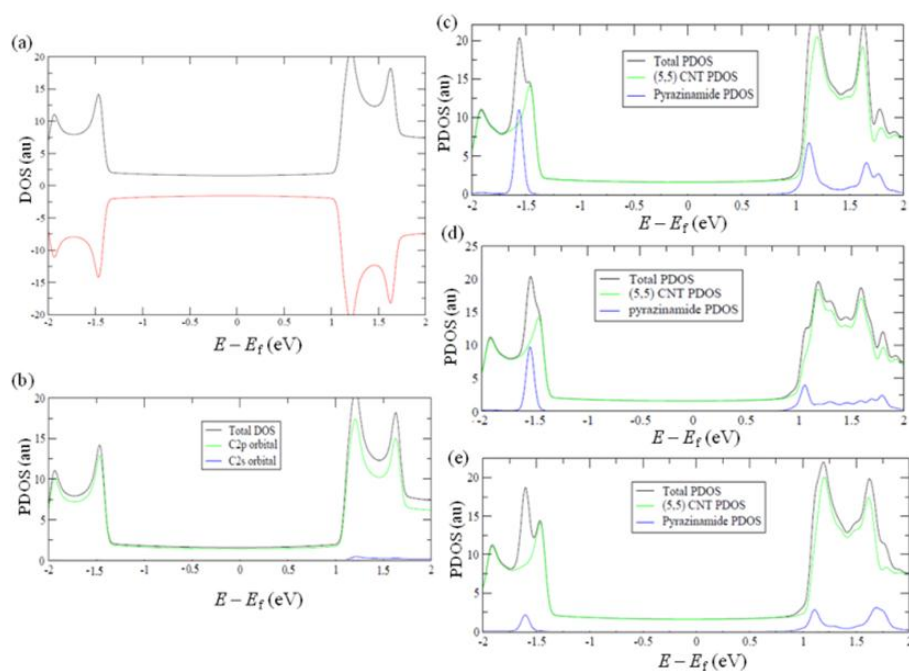 (a)
20
15
10
5
0
-5
-10
-15
-20
DOS (au)
-2 -1.5 -1 -0.5 0 0.5 1 1.5 2
E – Ef (eV)
(b)
20
15
10
5
0
PDOS (au)
Total DOS
C2p orbital
C2s orbital
-2 -1.5 -1 -0.5 0 0.5 1 1.5 2
E – Ef (eV)
(c)
20
15
10
5
0
PDOS (au)
Total PDOS
(5,5) CNT PDOS
Pyrazinamide PDOS
-2 -1.5 -1 -0.5 0 0.5 1 1.5 2
E – Ef (eV)
(d)
25
20
15
10
5
0
PDOS (au)
Total PDOS
(5,5) CNT PDOS
pyrazinamide PDOS
-2 -1.5 -1 -0.5 0 0.5 1 1.5 2
E – Ef (eV)
(e)
20
15
10
5
0
PDOS (au)
Total PDOS
(5,5) CNT PDOS
Pyrazinamide PDOS
-2 -1.5 -1 -0.5 0 0.5 1 1.5 2
E – Ef (eV)